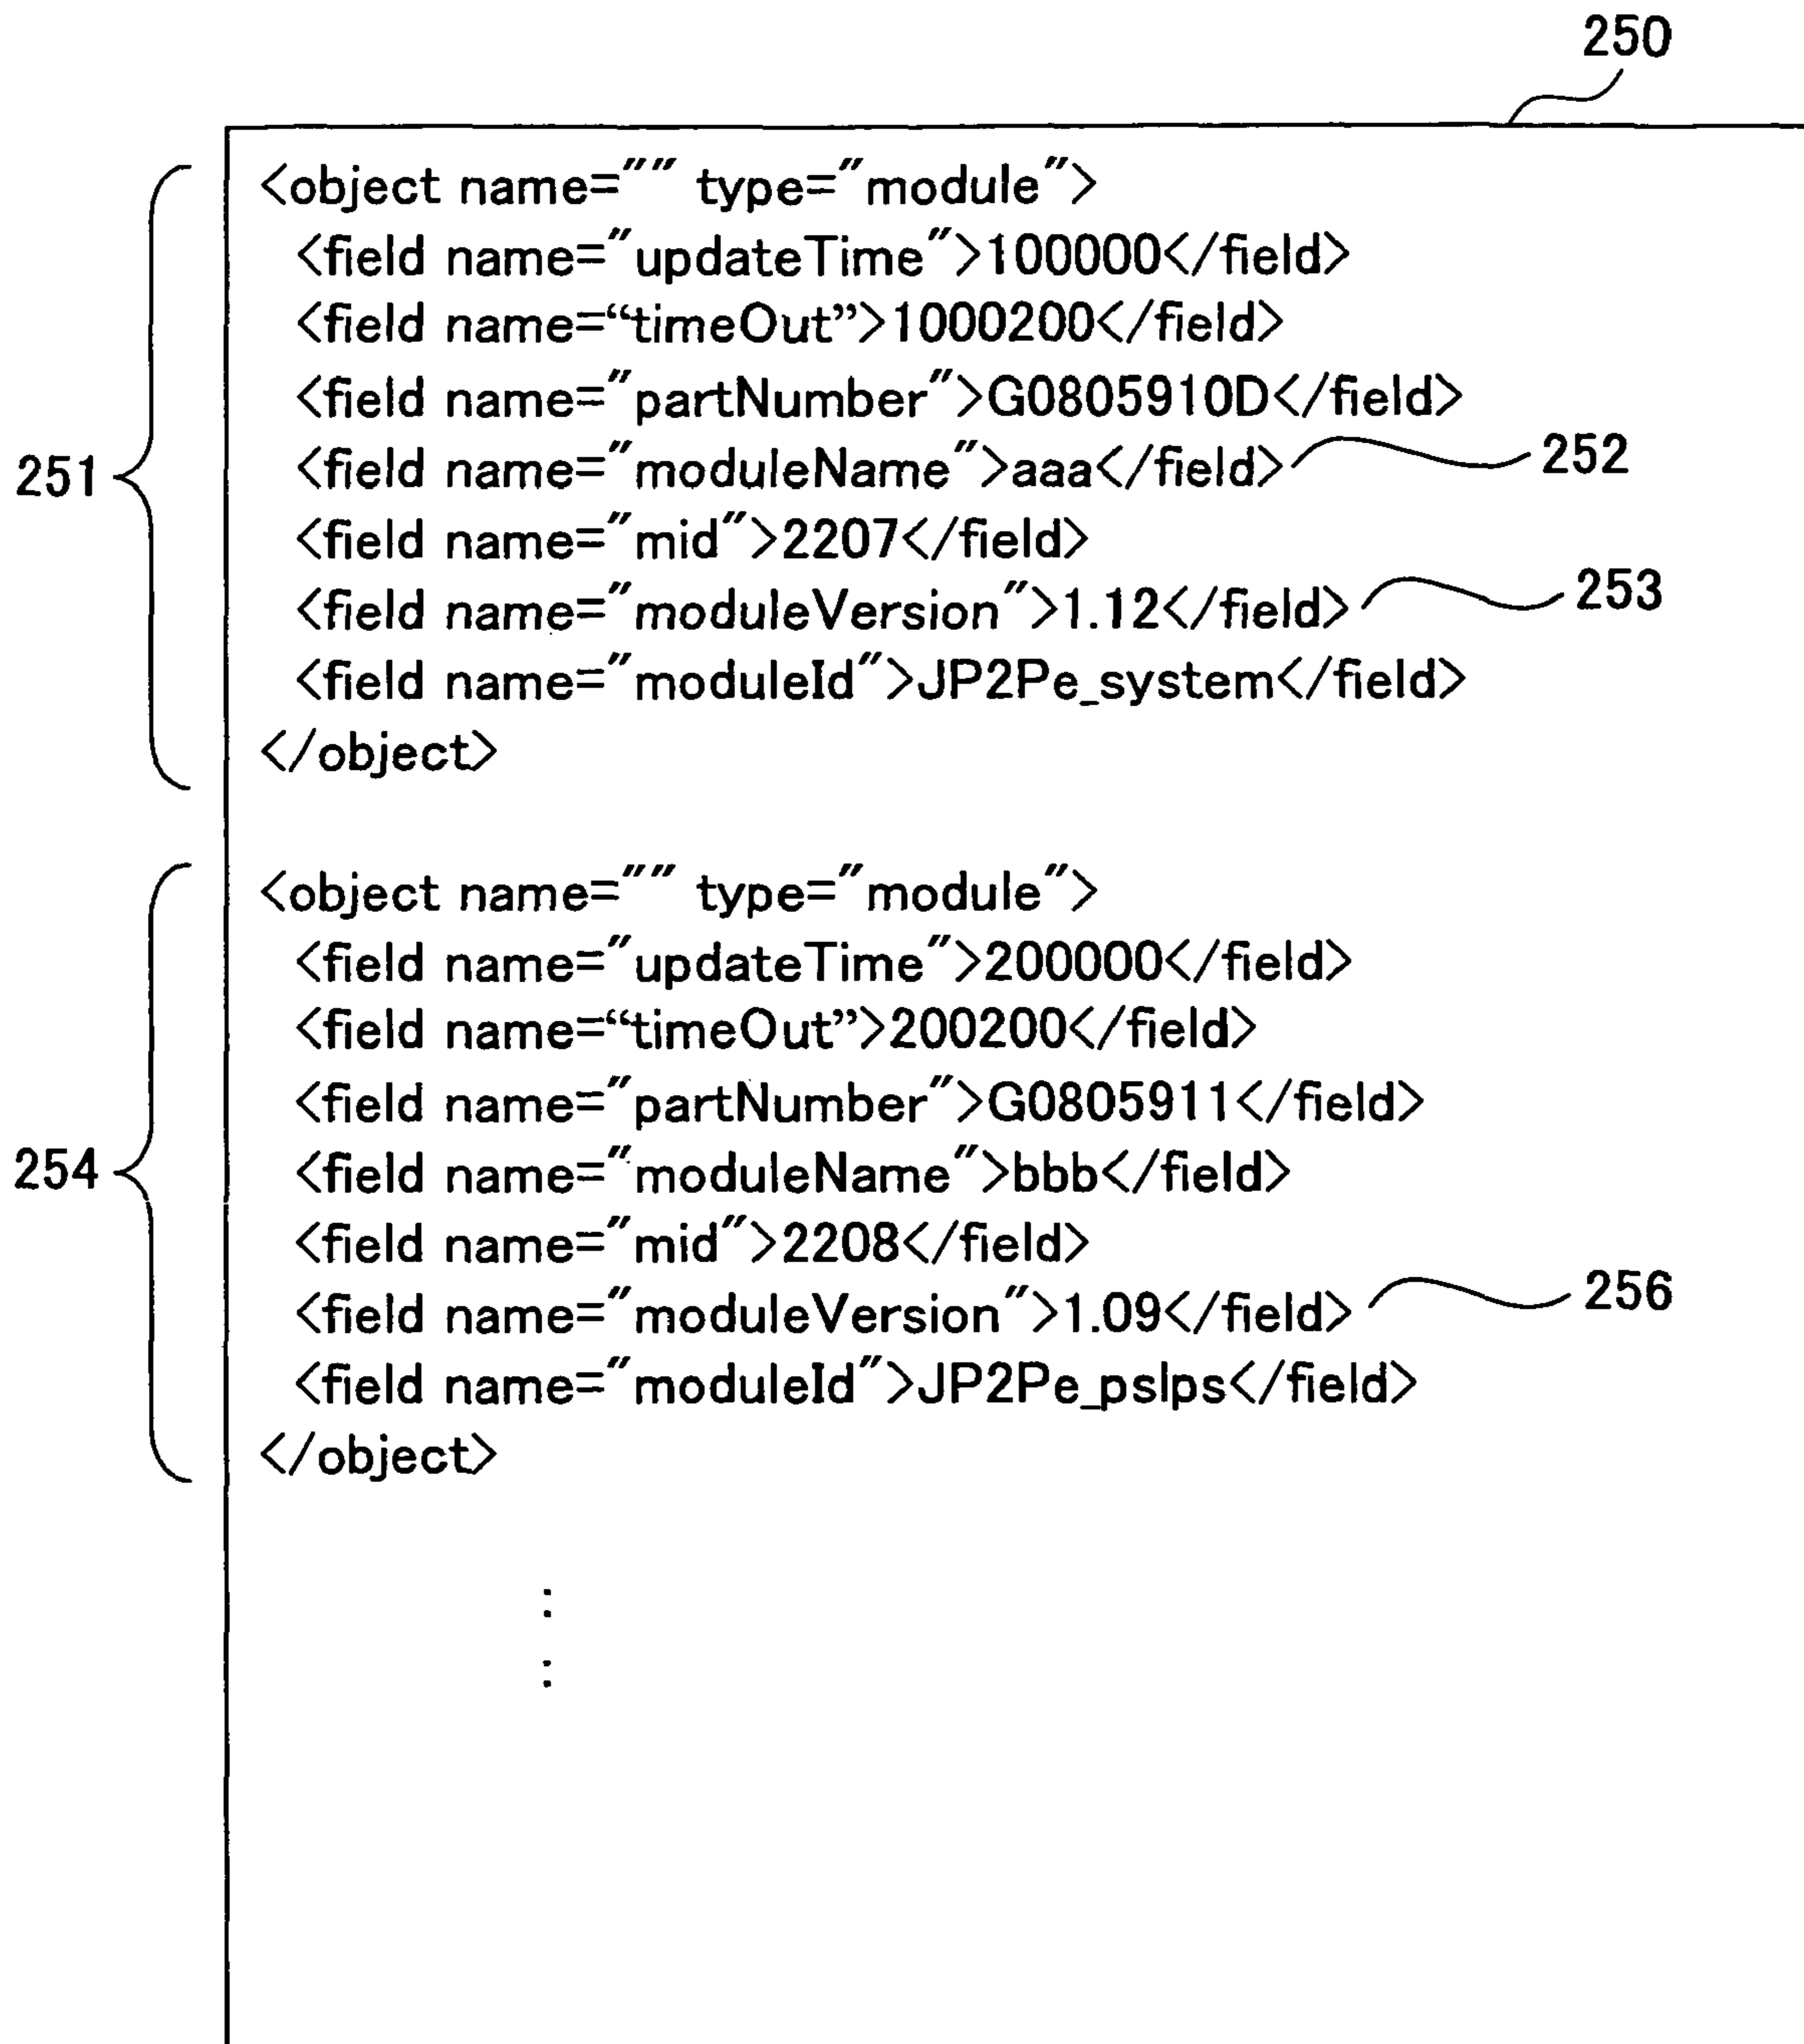 250
<object name="" type="module">
<field name="updateTime">100000</field>
<field name=“timeOut”>1000200</field>
<field name="partNumber">G0805910D</field>
251 <field name="moduleName">aaa</field> 252
<field name="mid">2207</field>
<field name="moduleVersion">1.12</field> 253
<field name="moduleId">JP2Pe_system</field>
</object>
<object name="" type="module">
<field name="updateTime">200000</field>
<field name=“timeOut”>200200</field>
<field name="partNumber">G0805911</field>
254 <field name="moduleName">bbb</field>
<field name="mid">2208</field>
<field name="moduleVersion">1.09</field> 256
<field name="moduleId">JP2Pe_pslps</field>
</object>
:
: